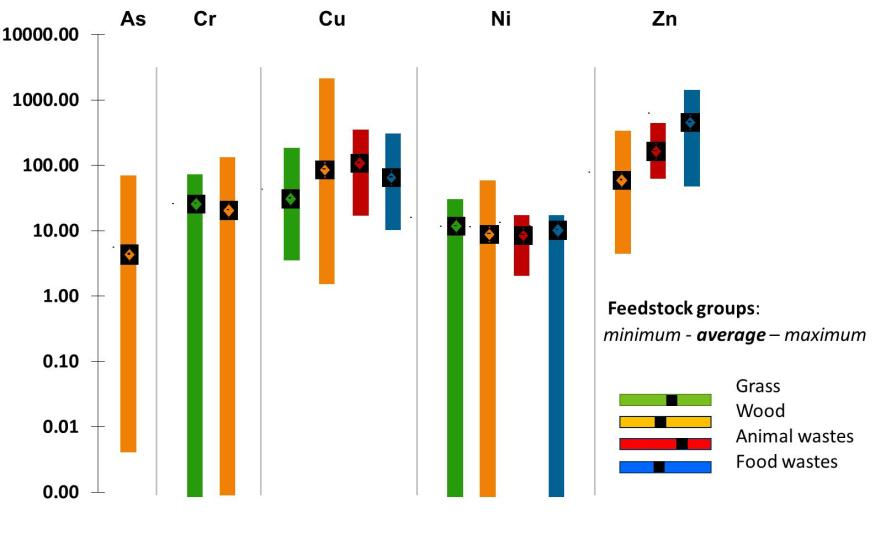 As Cr Cu Ni Zn
10000.00
1000.00
100.00
10.00
1.00
0.10
0.01
0.00
Feedstock groups:
minimum - average – maximum
Grass
Wood
Animal wastes
Food wastes